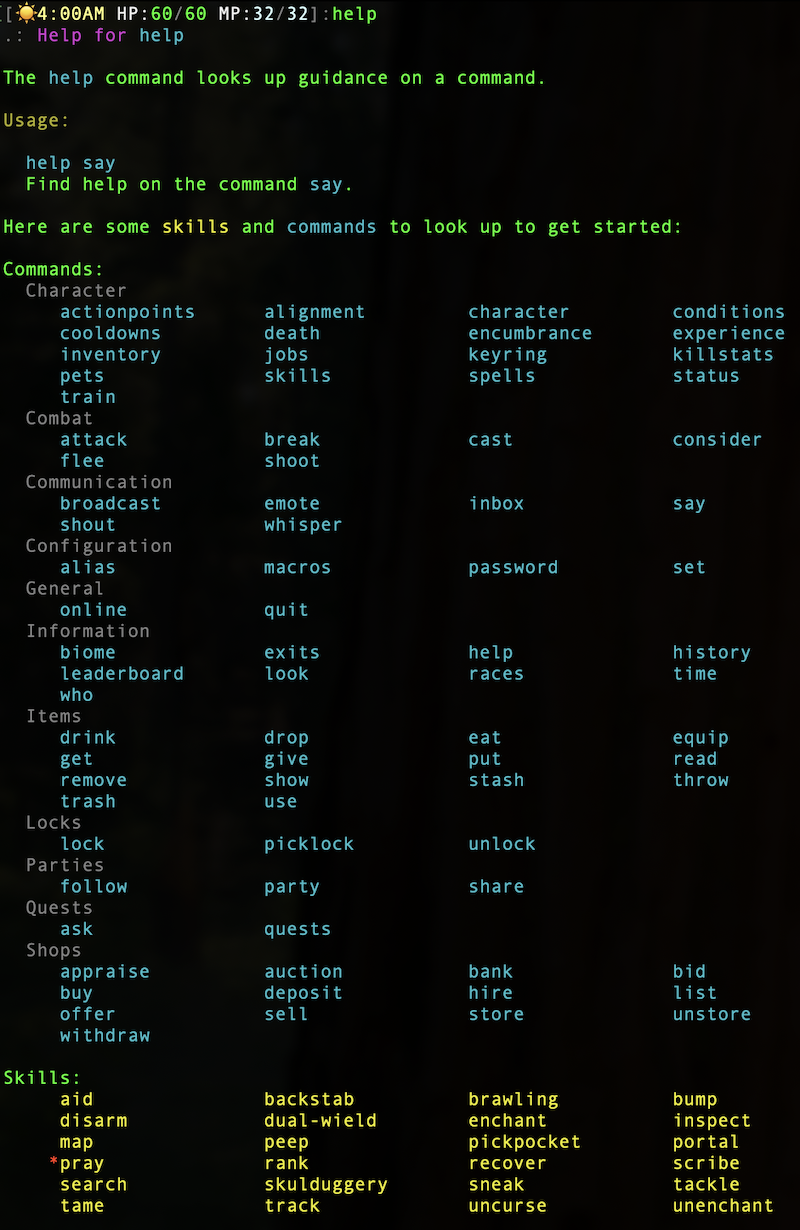 [☀️4:00AM HP:60/60 MP:32/32]:help
.: Help for help
The help command looks up guidance on a command.
Usage:
help say
Find help on the command say.
Here are some skills and commands to look up to get started:
Commands:
Character
actionpoints alignment character conditions
cooldowns death encumbrance experience
inventory jobs keyring killstats
pets skills spells status
train
Combat
attack break cast consider
flee shoot
Communication
broadcast emote inbox say
shout whisper
Configuration
alias macros password set
General
online quit
Information
biome exits help history
leaderboard look races time
who
Items
drink drop eat equip
get give put read
remove show stash throw
trash use
Locks
lock picklock unlock
Parties
follow party share
Quests
ask quests
Shops
appraise auction bank bid
buy deposit hire list
offer sell store unstore
withdraw
Skills:
aid backstab brawling bump
disarm dual-wield enchant inspect
map peep pickpocket portal
*pray rank recover scribe
search skulduggery sneak tackle
tame track uncurse unenchant